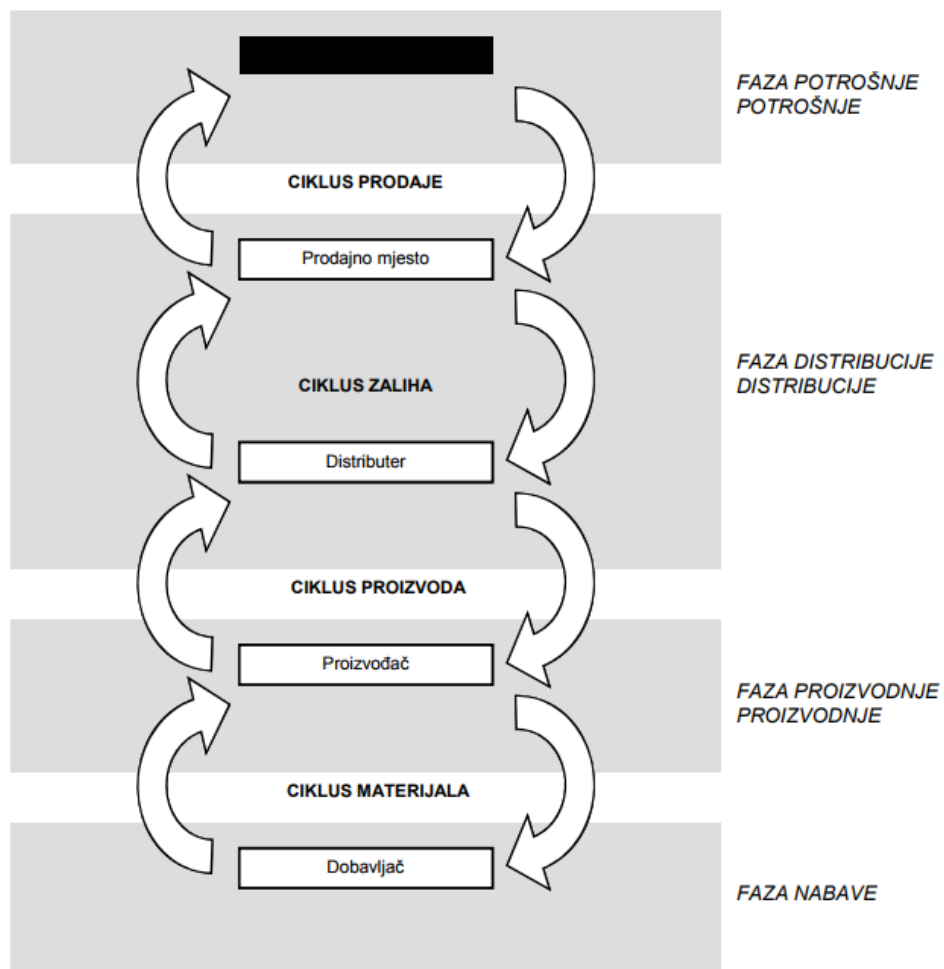 FAZA POTROŠNJE
POTROŠNJE
CIKLUS PRODAJE
Prodajno mjesto
FAZA DISTRIBUCIJE
DISTRIBUCIJE
CIKLUS ZALIHA
Distributer
CIKLUS PROIZVODA
Proizvođač
FAZA PROIZVODNJE
PROIZVODNJE
CIKLUS MATERIJALA
Dobavljač
FAZA NABAVE